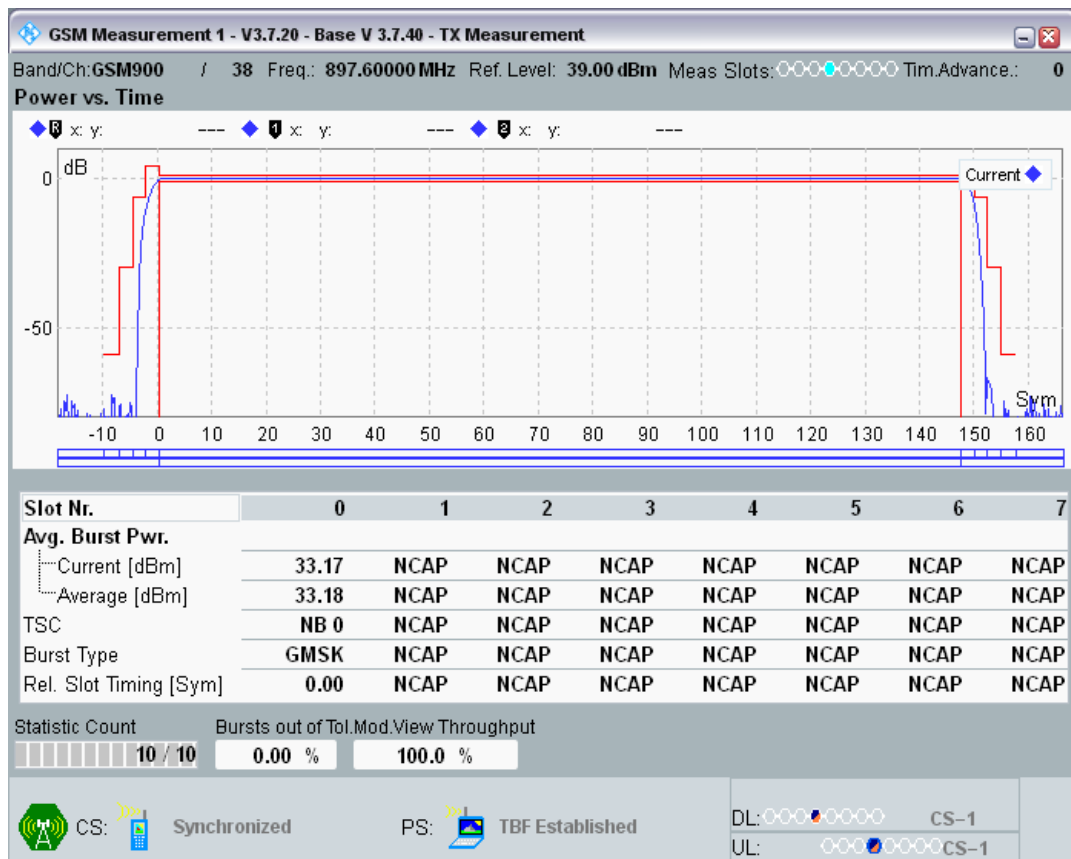 GSM Measurement 1 - V3.7.20 - Base V 3.7.40 - TX Measurement
Band/Ch:GSM900 / 38 Freq.: 897.60000 MHz Ref. Level: 39.00 dBm Meas Slots: Tim.Advance.: 0
Power vs. Time
R x: y: --- 1 x: y: --- 2 x: y: ---
dB
Current
0
-50
Sym
-10 0 10 20 30 40 50 60 70 80 90 100 110 120 130 140 150 160
Slot Nr. 0 1 2 3 4 5 6 7
Avg. Burst Pwr.
Current [dBm] 33.17 NCAP NCAP NCAP NCAP NCAP NCAP NCAP
Average [dBm] 33.18 NCAP NCAP NCAP NCAP NCAP NCAP NCAP
TSC NB 0 NCAP NCAP NCAP NCAP NCAP NCAP NCAP
Burst Type GMSK NCAP NCAP NCAP NCAP NCAP NCAP NCAP
Rel. Slot Timing [Sym] 0.00 NCAP NCAP NCAP NCAP NCAP NCAP NCAP
Statistic Count Bursts out of Tol.Mod.View Throughput
10 / 10 0.00 % 100.0 %
CS: Synchronized PS: TBF Established DL: CS-1
UL: CS-1